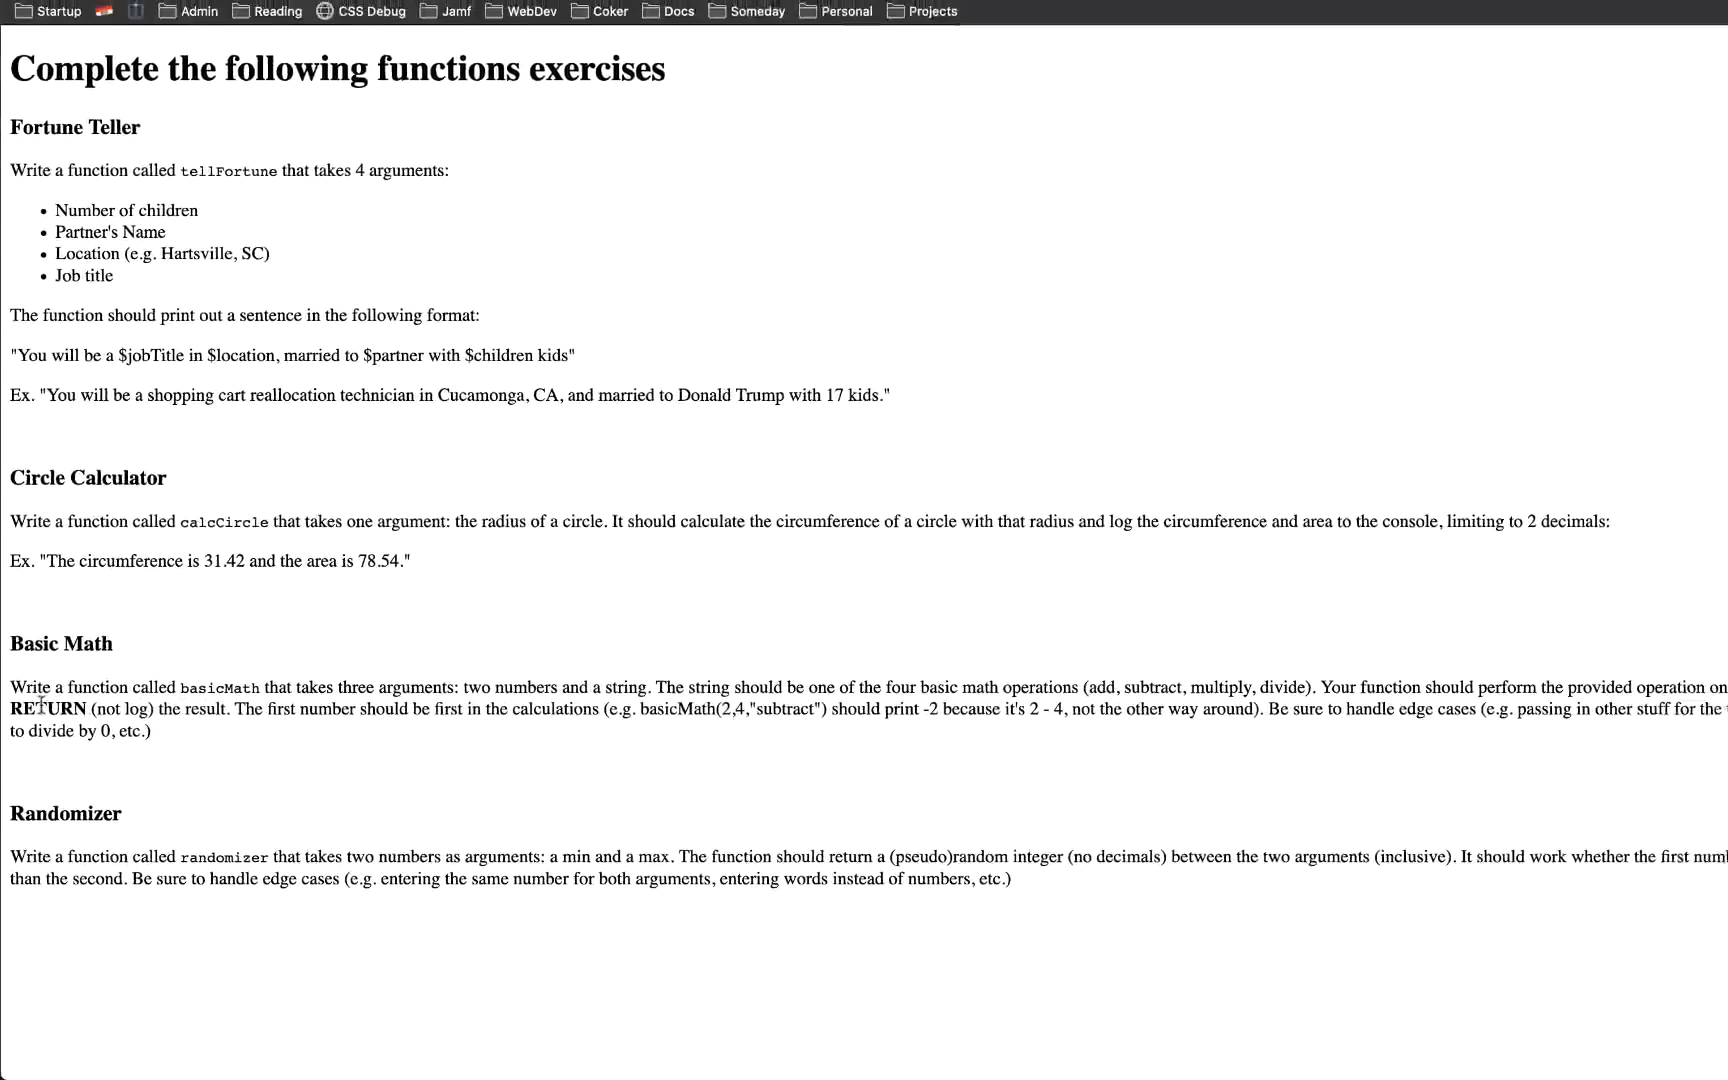 Startup Admin Reading CSS Debug Jamf WebDev Coker Docs Someday Personal Projects
Complete the following functions exercises
Fortune Teller
Write a function called tellFortune that takes 4 arguments:
• Number of children
• Partner's Name
• Location (e.g. Hartsville, SC)
• Job title
The function should print out a sentence in the following format:
"You will be a $jobTitle in $location, married to $partner with $children kids"
Ex. "You will be a shopping cart reallocation technician in Cucamonga, CA, and married to Donald Trump with 17 kids."
Circle Calculator
Write a function called calcCircle that takes one argument: the radius of a circle. It should calculate the circumference of a circle with that radius and log the circumference and area to the console, limiting to 2 decimals:
Ex. "The circumference is 31.42 and the area is 78.54."
Basic Math
Write a function called basicMath that takes three arguments: two numbers and a string. The string should be one of the four basic math operations (add, subtract, multiply, divide). Your function should perform the provided operation on
RETURN (not log) the result. The first number should be first in the calculations (e.g. basicMath(2,4,"subtract") should print -2 because it's 2 - 4, not the other way around). Be sure to handle edge cases (e.g. passing in other stuff for the
to divide by 0, etc.)
Randomizer
Write a function called randomizer that takes two numbers as arguments: a min and a max. The function should return a (pseudo)random integer (no decimals) between the two arguments (inclusive). It should work whether the first
than the second. Be sure to handle edge cases (e.g. entering the same number for both arguments, entering words instead of numbers, etc.)